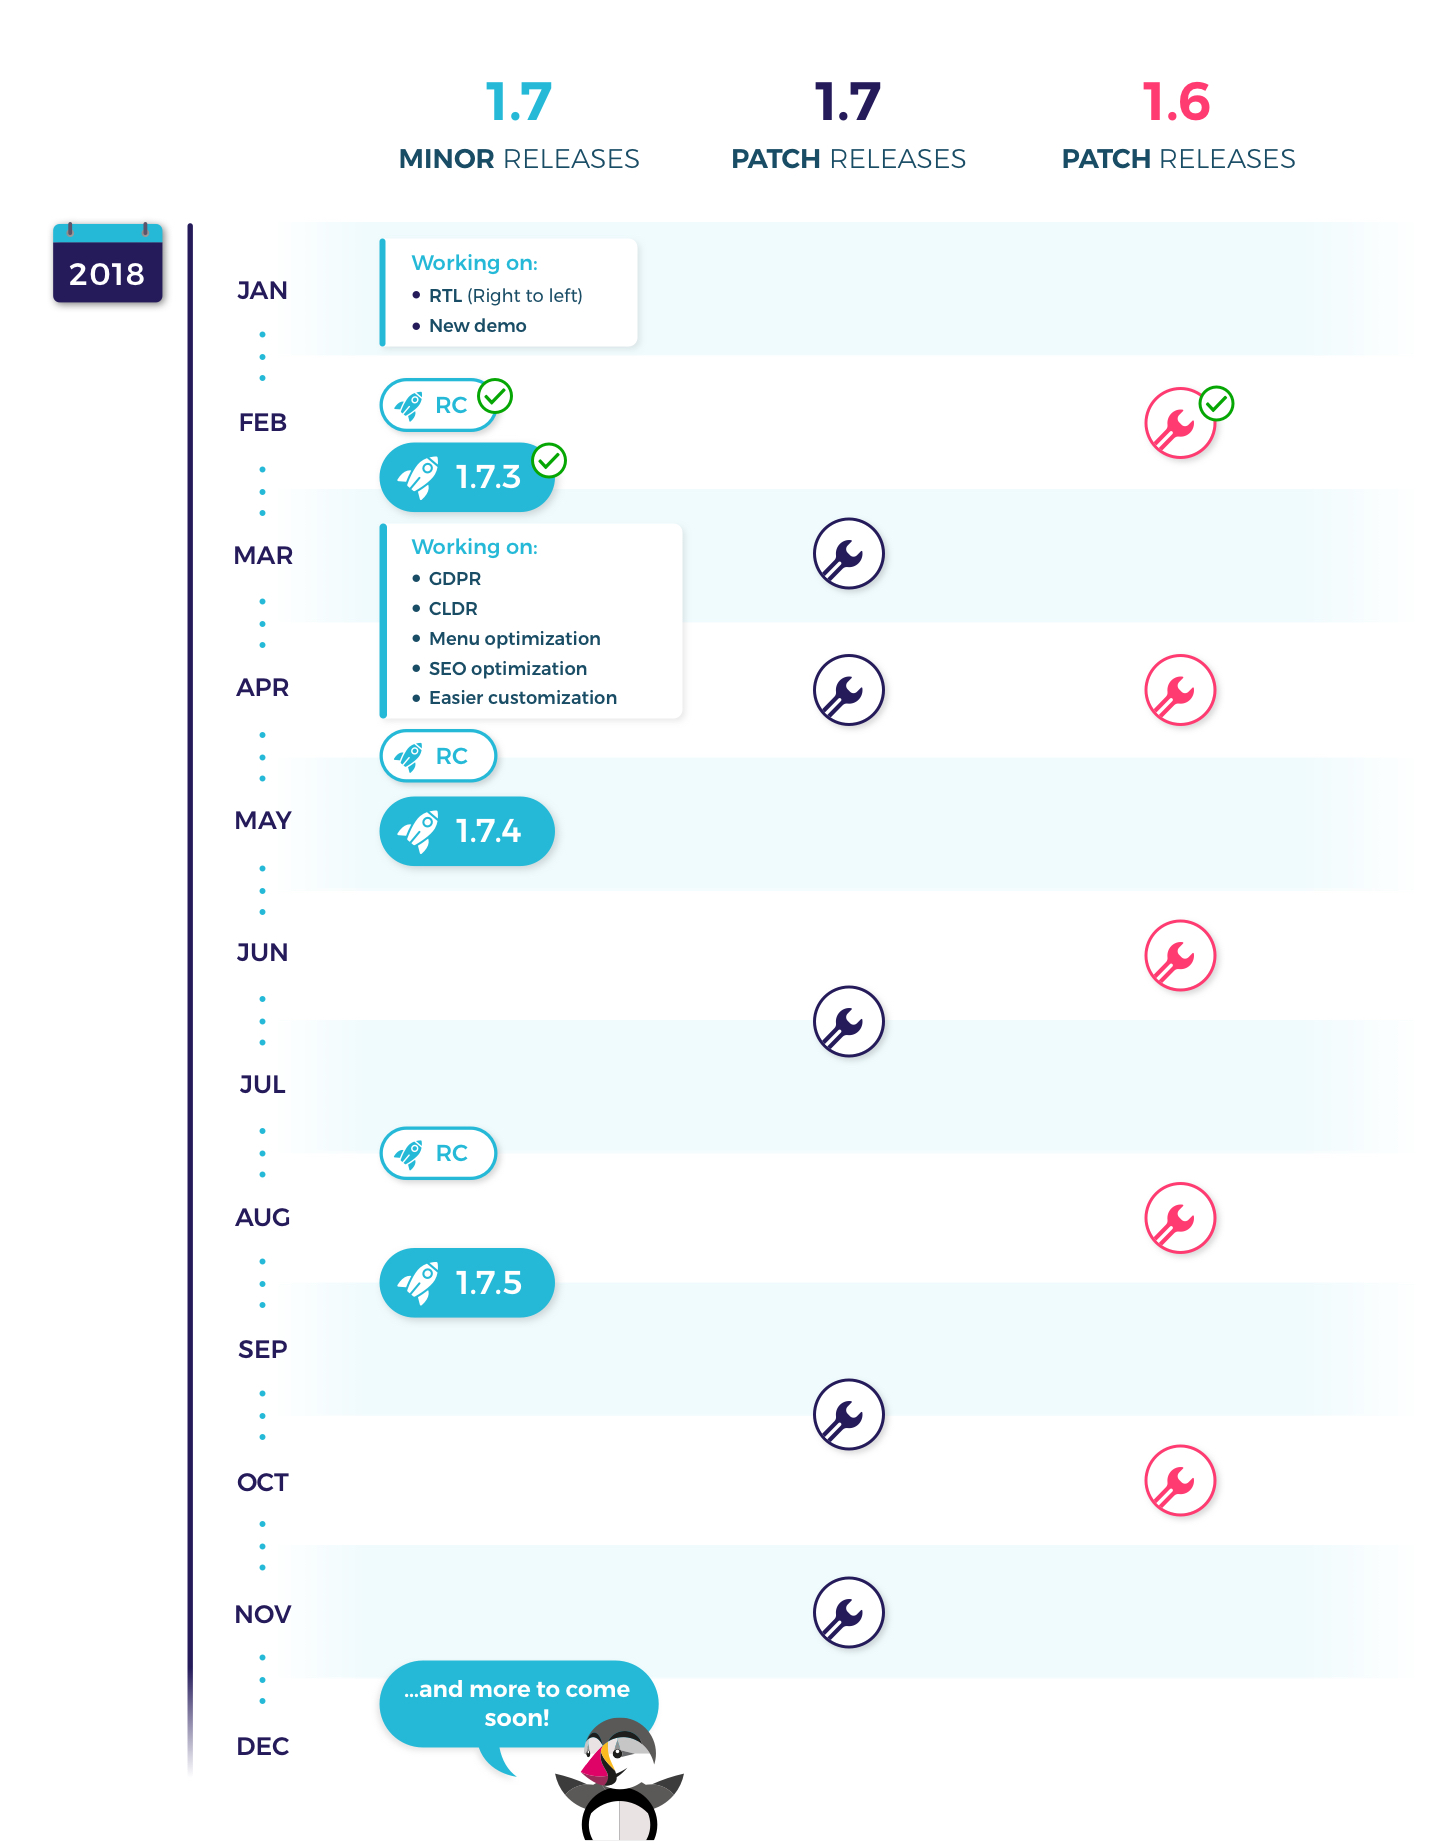 1.7
MINOR RELEASES
1.7
PATCH RELEASES
1.6
PATCH RELEASES
2018
JAN
Working on:
• RTL (Right to left)
• New demo
FEB
RC
1.7.3
MAR
Working on:
• GDPR
• CLDR
• Menu optimization
• SEO optimization
• Easier customization
APR
RC
MAY
1.7.4
JUN
JUL
RC
AUG
1.7.5
SEP
OCT
NOV
...and more to come
soon!
DEC